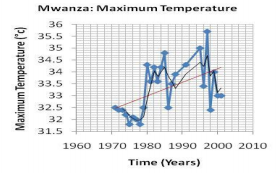 Mwanza: Maximum Temperature
Maximum Temperature (°c)
36
35.5
35
34.5
34
33.5
33
32.5
32
31.5
1960 1970 1980 1990 2000 2010
Time (Years)